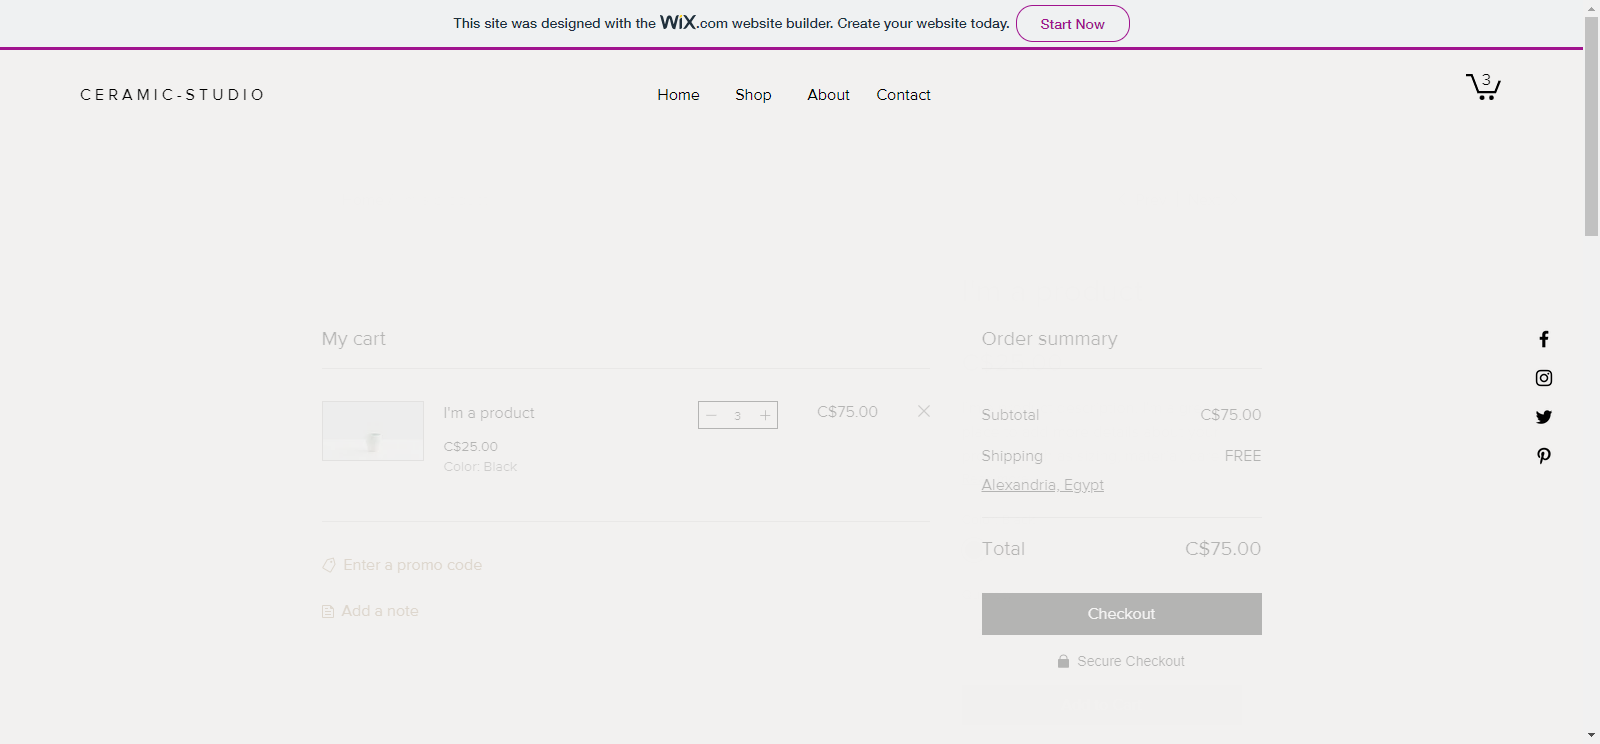 This site was designed with the WiX.com website builder. Create your website today. Start Now
CERAMIC-STUDIO
Home Shop About Contact
3
My cart
I'm a product
C$25.00
Color: Black
3
C$75.00
Enter a promo code
Add a note
Order summary
Subtotal C$75.00
Shipping FREE
Alexandria, Egypt
Total C$75.00
Checkout
Secure Checkout